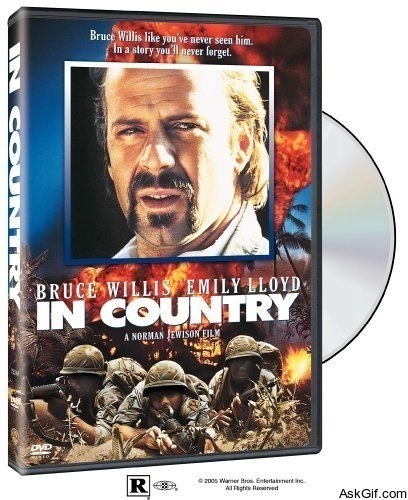 Bruce Willis like you've never seen him.
In a story you'll never forget.
IN COUNTRY
BRUCE WILLIS EMILY LLOYD
IN COUNTRY
A NORMAN JEWISON FILM
DVD
VIDEO
R
© 2005 Warner Bros. Entertainment Inc.
All Rights Reserved
AskGif.com